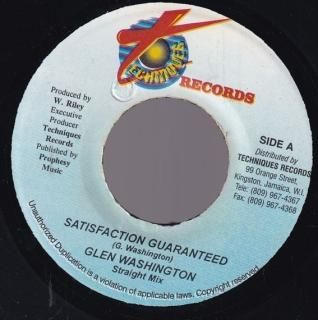 TECHNIQUES
RECORDS
Produced by
W. Riley
Executive
Producer
Techniques
Records
Published by
Prophesy
Music
SIDE A
Distributed by
TECHNIQUES RECORDS
99 Orange Street,
Kingston, Jamaica, W.I.
Tel: (809) 967-4367
Fax: (809) 967-4368
SATISFACTION GUARANTEED
(G. Washington)
GLEN WASHINGTON
Straight Mix
Unauthorized Duplication is a violation of applicable laws. Copyright Reserved.